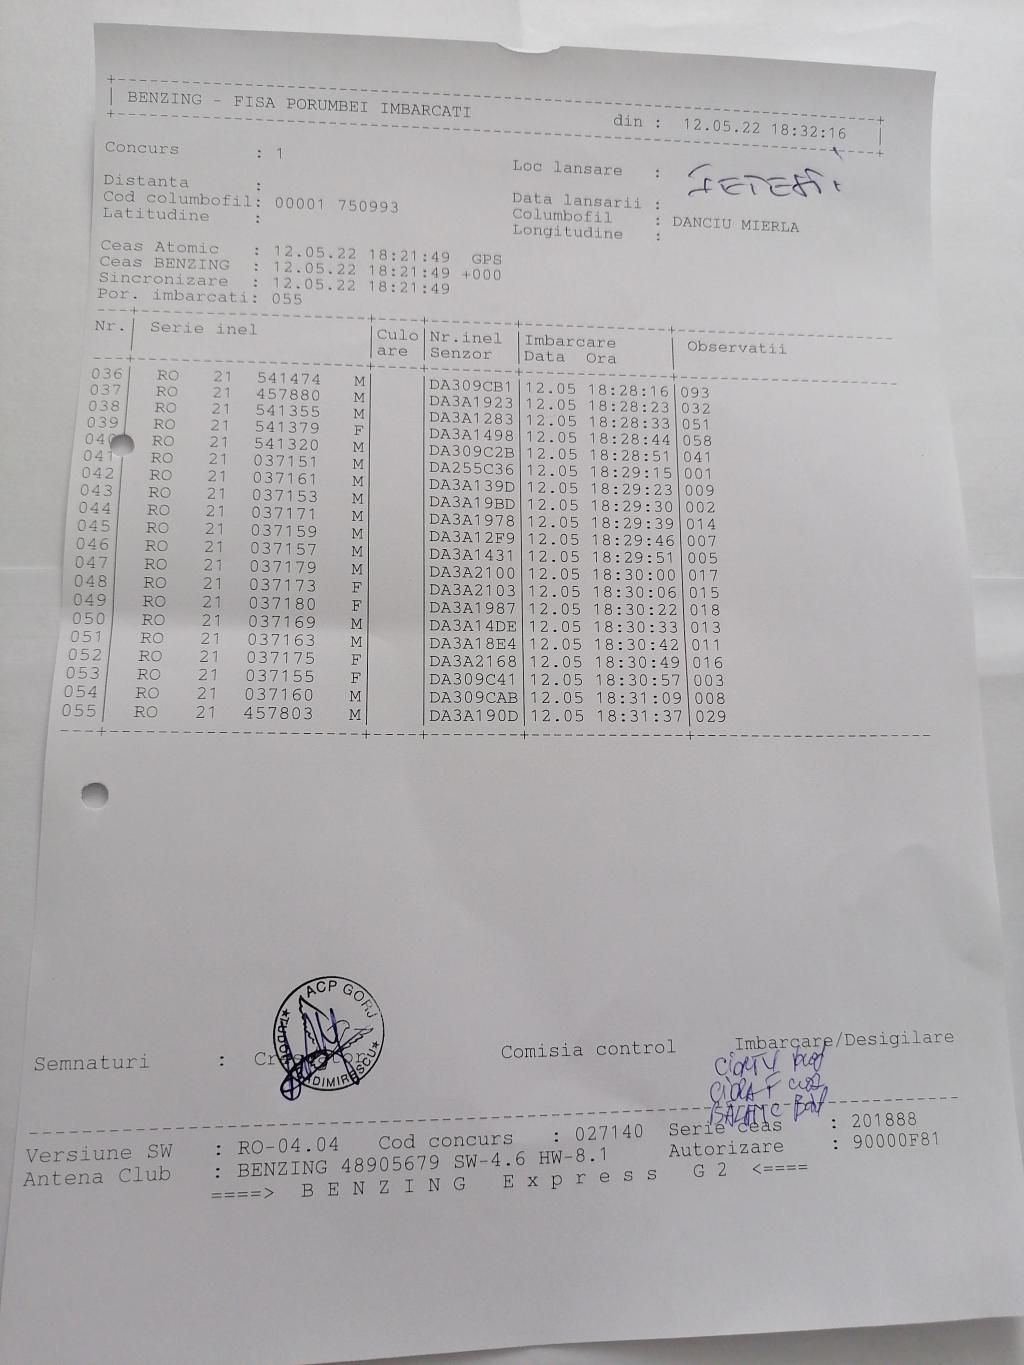 BENZING - FISA PORUMBEI IMBARCATI din : 12.05.22 18:32:16
Concurs : 1 Loc lansare :
Distanta : Data lansarii :
Cod columbofil: 00001 750993 Columbofil : DANCIU MIERLA
Latitudine : Longitudine :
Ceas Atomic : 12.05.22 18:21:49 GPS
Ceas BENZING : 12.05.22 18:21:49 +000
Sincronizare : 12.05.22 18:21:49
Por. imbarcati: 055
Nr. Serie inel Culo Nr.inel Imbarcare Observatii
are Senzor Data Ora
036 RO 21 541474 M DA309CB1 12.05 18:28:16 093
037 RO 21 457880 M DA3A1923 12.05 18:28:23 032
038 RO 21 541355 M DA3A1283 12.05 18:28:33 051
039 RO 21 541379 F DA3A1498 12.05 18:28:44 058
040 RO 21 541320 M DA309C2B 12.05 18:28:51 041
041 RO 21 037151 M DA255C36 12.05 18:29:15 001
042 RO 21 037161 M DA3A139D 12.05 18:29:23 009
043 RO 21 037153 M DA3A19BD 12.05 18:29:30 002
044 RO 21 037171 M DA3A1978 12.05 18:29:39 014
045 RO 21 037159 M DA3A12F9 12.05 18:29:46 007
046 RO 21 037157 M DA3A1431 12.05 18:29:51 005
047 RO 21 037179 M DA3A2100 12.05 18:30:00 017
048 RO 21 037173 F DA3A2103 12.05 18:30:06 015
049 RO 21 037180 F DA3A1987 12.05 18:30:22 018
050 RO 21 037169 M DA3A14DE 12.05 18:30:33 013
051 RO 21 037163 M DA3A18E4 12.05 18:30:42 011
052 RO 21 037175 F DA3A2168 12.05 18:30:49 016
053 RO 21 037155 F DA309C41 12.05 18:30:57 003
054 RO 21 037160 M DA309CAB 12.05 18:31:09 008
055 RO 21 457803 M DA3A190D 12.05 18:31:37 029
ACP GORJ
Semnaturi : Comisia control Imbarcare/Desigilare
Versiune SW : RO-04.04 Cod concurs : 027140 Serie ceas : 201888
Antena Club : BENZING 48905679 SW-4.6 HW-8.1 Autorizare : 90000F81
====> B E N Z I N G E x p r e s s G 2 <====